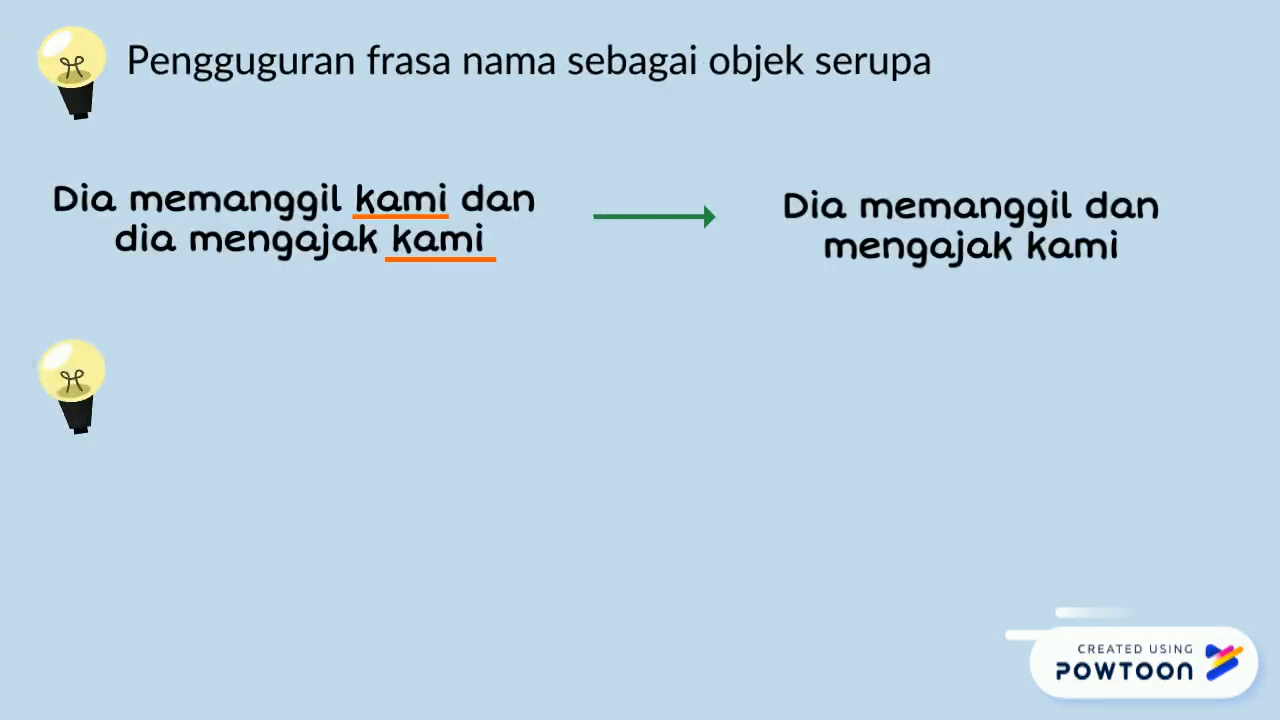 Pengguguran frasa nama sebagai objek serupa
Dia memanggil kami dan
dia mengajak kami
Dia memanggil dan
mengajak kami
CREATED USING
POWTOON